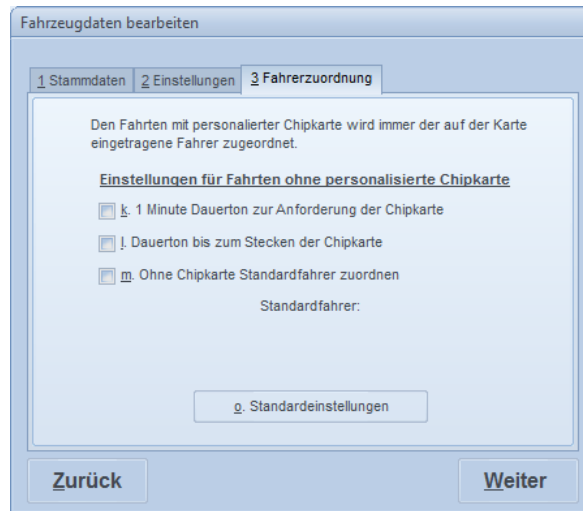 Fahrzeugdaten bearbeiten
1 Stammdaten 2 Einstellungen 3 Fahrerzuordnung
Den Fahrten mit personalierter Chipkarte wird immer der auf der Karte
eingetragene Fahrer zugeordnet.
Einstellungen für Fahrten ohne personalisierte Chipkarte
k. 1 Minute Dauerton zur Anforderung der Chipkarte
l. Dauerton bis zum Stecken der Chipkarte
m. Ohne Chipkarte Standardfahrer zuordnen
Standardfahrer:
o. Standardeinstellungen
Zurück Weiter